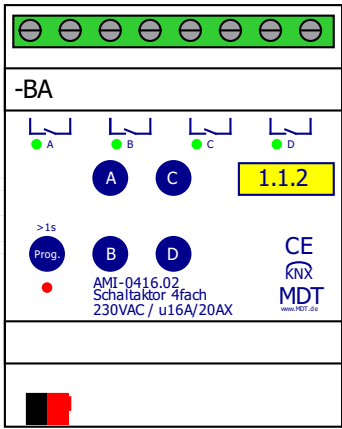 -BA
A B C D
A C 1.1.2
>1s
Prog. B D CE
KNX
AMI-0416.02
Schaltaktor 4fach MDT
230VAC / u16A/20AX www.MDT.de